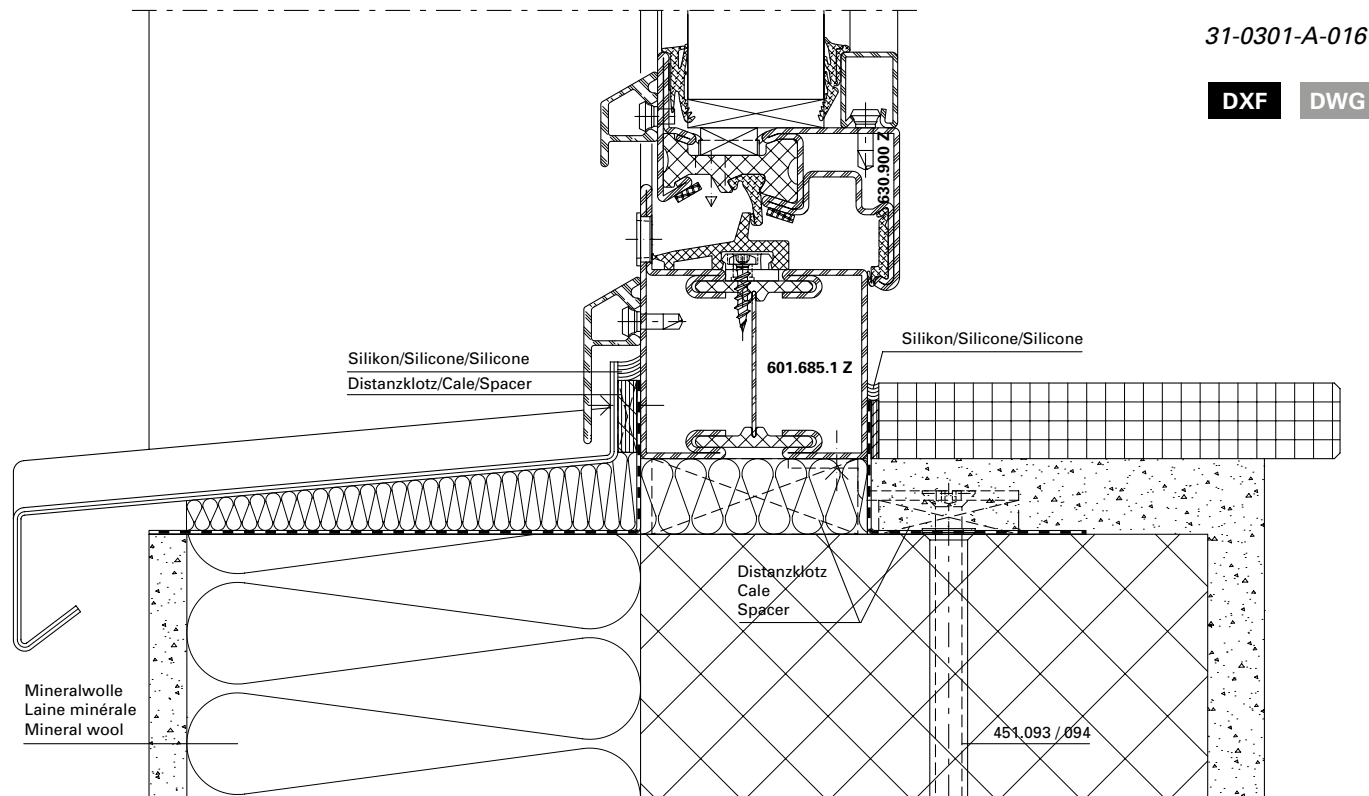 31-0301-A-016
DXF DWG
630.900 Z
Silikon/Silicone/Silicone
Distanzklotz/Cale/Spacer
Silikon/Silicone/Silicone
601.685.1 Z
Distanzklotz
Cale
Spacer
Mineralwolle
Laine minérale
Mineral wool
451.093 / 094